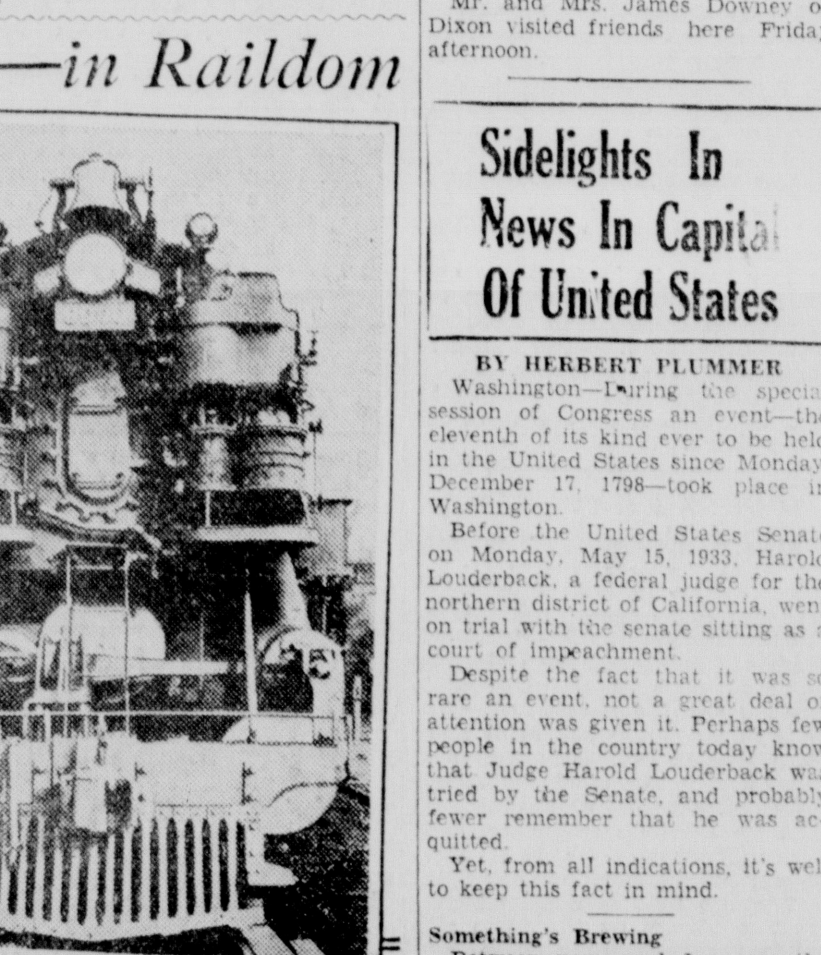 —in Raildom
Mr. and Mrs. James Downey o
Dixon visited friends here Friday
afternoon.
Sidelights In
News In Capital
Of United States
BY HERBERT PLUMMER
Washington—During the specia
session of Congress an event—the
eleventh of its kind ever to be held
in the United States since Monday,
December 17, 1798—took place in
Washington.
Before the United States Senate
on Monday, May 15, 1933, Harold
Louderback, a federal judge for the
northern district of California, went
on trial with the senate sitting as a
court of impeachment.
Despite the fact that it was so
rare an event, not a great deal of
attention was given it. Perhaps few
people in the country today know
that Judge Harold Louderback was
tried by the Senate, and probably
fewer remember that he was ac-
quitted.
Yet, from all indications, it's well
to keep this fact in mind.
Something's Brewing